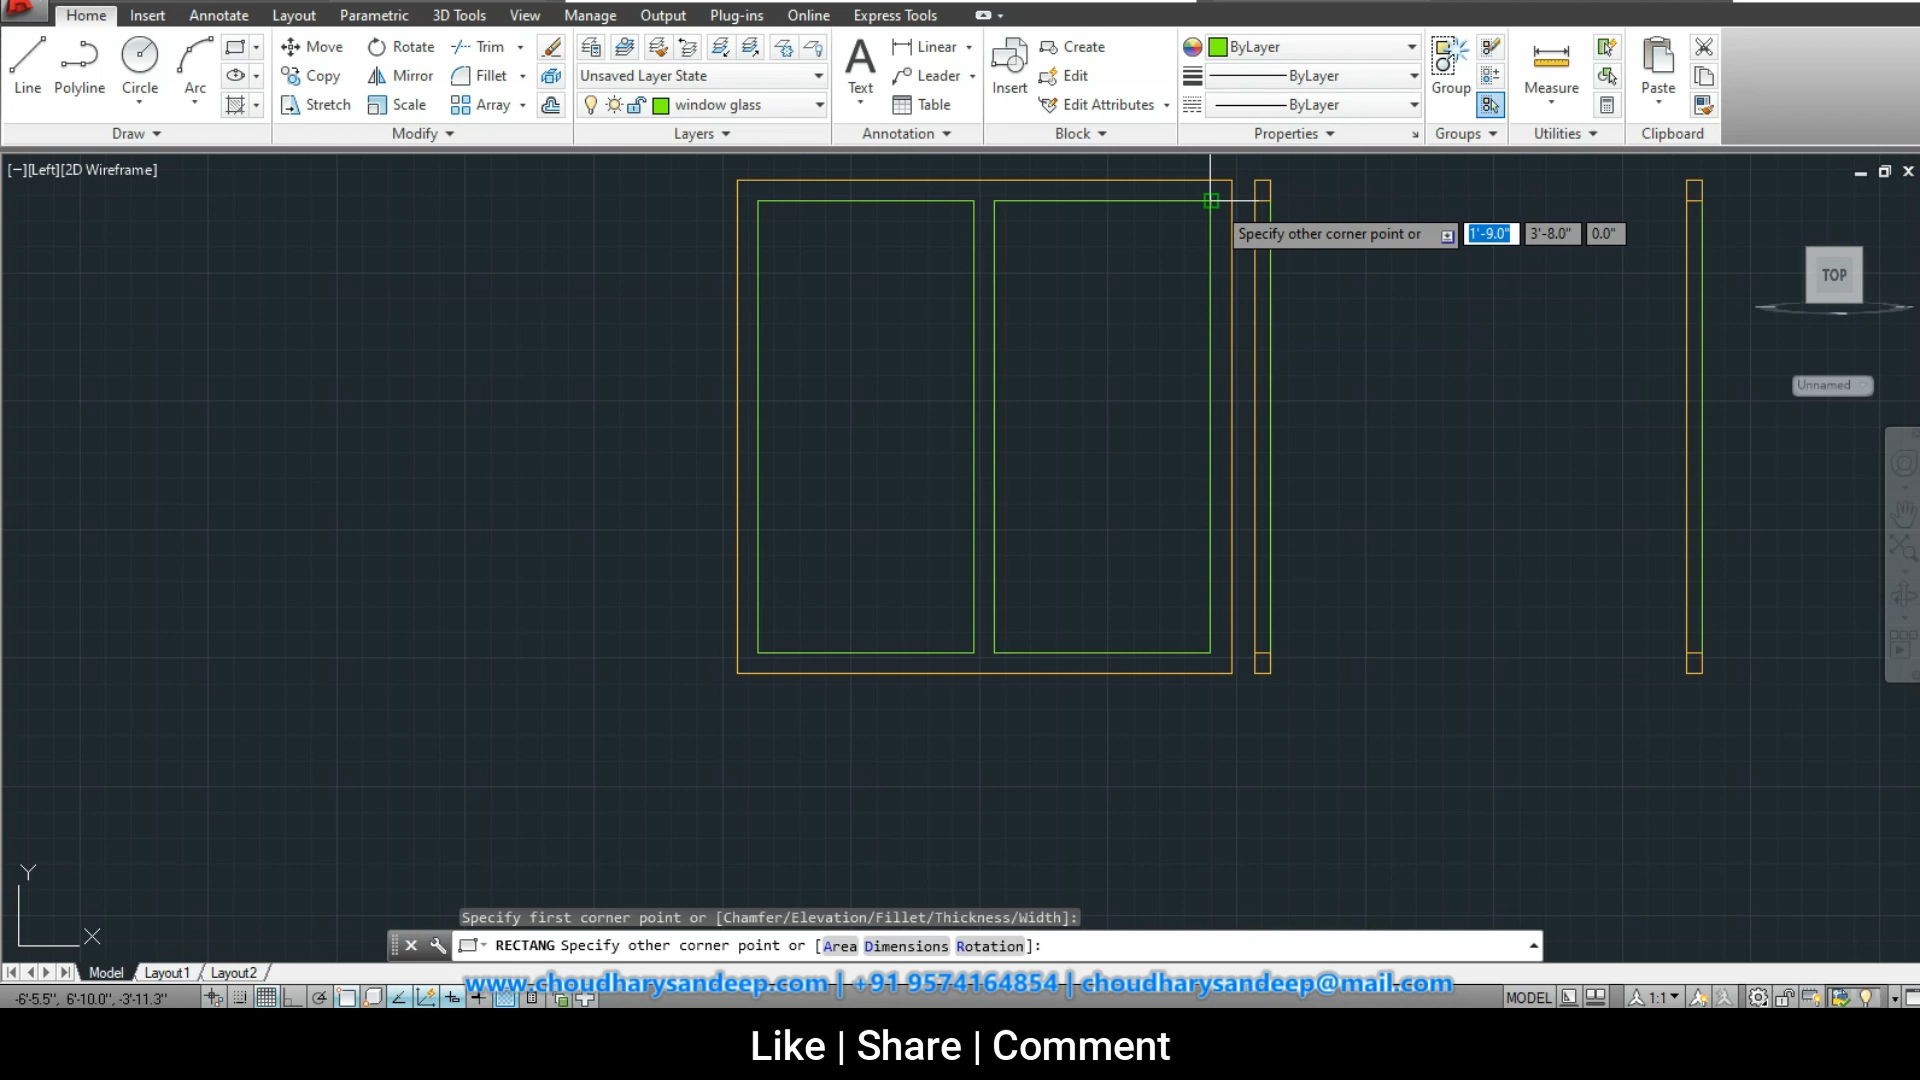 Home Insert Annotate Layout Parametric 3D Tools View Manage Output Plug-ins Online Express Tools
Line Polyline Circle Arc
Move Rotate Trim
Copy Mirror Fillet
Stretch Scale Array
Unsaved Layer State
window glass
Text
Linear
Leader
Table
Insert
Create
Edit
Edit Attributes
ByLayer
ByLayer
ByLayer
Group
Measure
Paste
Draw Modify Layers Annotation Block Properties Groups Utilities Clipboard
[−][Left][2D Wireframe]
Specify other corner point or 1'-9.0" 3'-8.0" 0.0"
TOP
Unnamed
Y
X
Specify first corner point or [Chamfer/Elevation/Fillet/Thickness/Width]:
RECTANG Specify other corner point or [Area Dimensions Rotation]:
Model Layout1 Layout2
www.choudharysandeep.com | +91 9574164854 | choudharysandeep@mail.com
-6'-5.5", 6'-10.0", -3'-11.3" MODEL 1:1
Like | Share | Comment